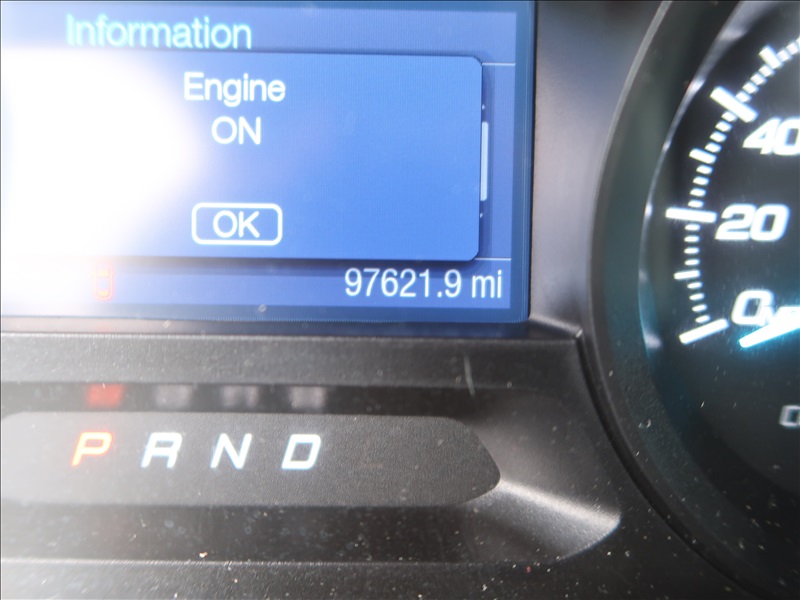 Information
Engine
ON
OK
97621.9 mi
40
20
0
P R N D